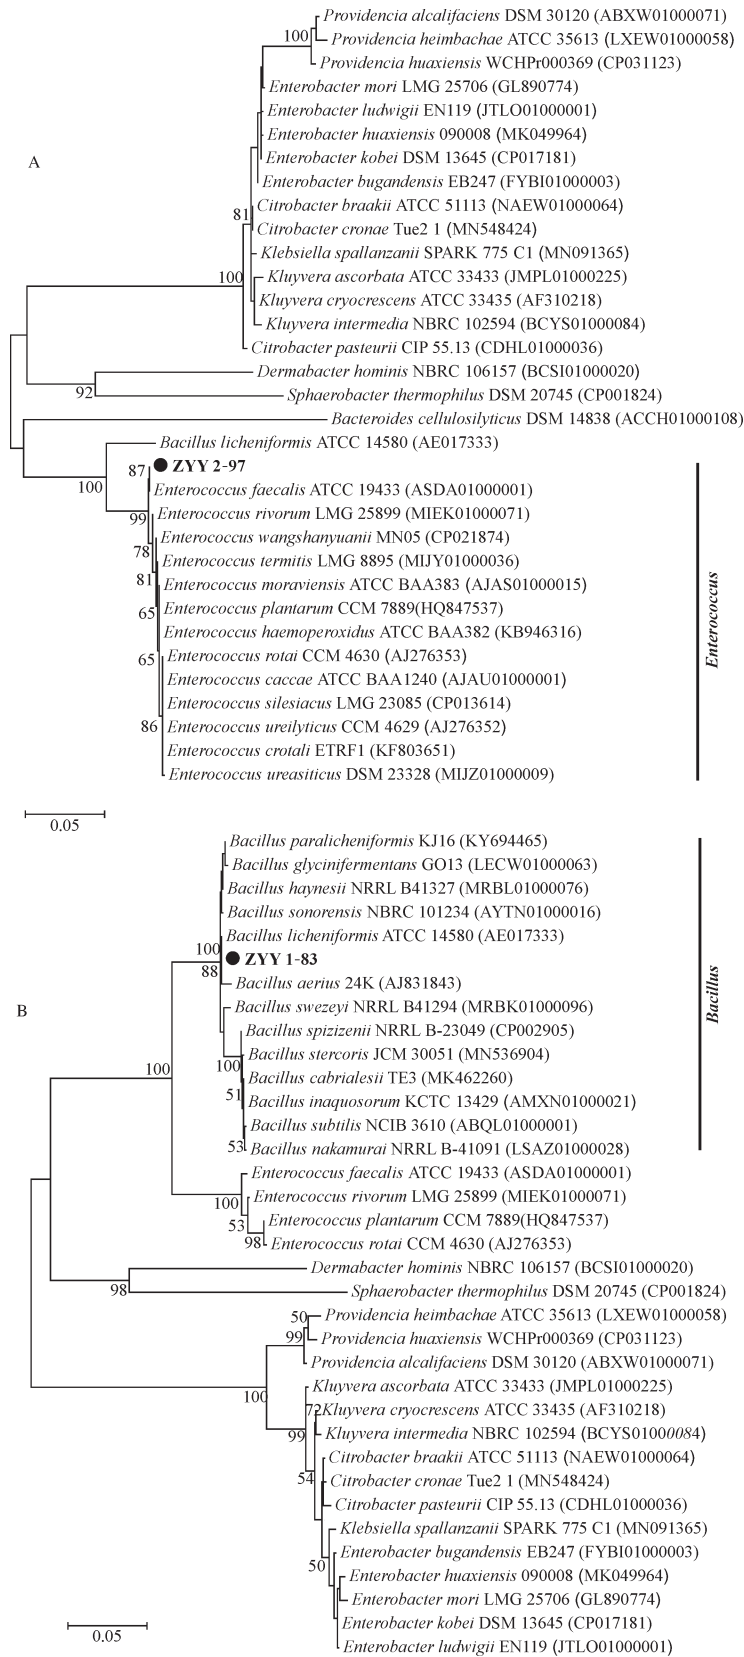 Providencia alcalifaciens DSM 30120 (ABXW01000071)
100
Providencia heimbachae ATCC 35613 (LXEW01000058)
Providencia huaxiensis WCHPr000369 (CP031123)
Enterobacter mori LMG 25706 (GL890774)
Enterobacter ludwigii EN119 (JTLO01000001)
Enterobacter huaxiensis 090008 (MK049964)
Enterobacter kobei DSM 13645 (CP017181)
A
Enterobacter bugandensis EB247 (FYBI01000003)
Citrobacter braakii ATCC 51113 (NAEW01000064)
81
Citrobacter cronae Tue2 1 (MN548424)
Klebsiella spallanzanii SPARK 775 C1 (MN091365)
100
Kluyvera ascorbata ATCC 33433 (JMPL01000225)
Kluyvera cryocrescens ATCC 33435 (AF310218)
Kluyvera intermedia NBRC 102594 (BCYS01000084)
Citrobacter pasteurii CIP 55.13 (CDHL01000036)
Dermabacter hominis NBRC 106157 (BCSI01000020)
92
Sphaerobacter thermophilus DSM 20745 (CP001824)
Bacteroides cellulosilyticus DSM 14838 (ACCH01000108)
Bacillus licheniformis ATCC 14580 (AE017333)
87
ZYY 2-97
100
Enterococcus faecalis ATCC 19433 (ASDA01000001)
99
Enterococcus rivorum LMG 25899 (MIEK01000071)
Enterococcus wangshanyuanii MN05 (CP021874)
78
Enterococcus termitis LMG 8895 (MIJY01000036)
81
Enterococcus moraviensis ATCC BAA383 (AJAS01000015)
65
Enterococcus plantarum CCM 7889(HQ847537)
Enterococcus haemoperoxidus ATCC BAA382 (KB946316)
65
Enterococcus rotai CCM 4630 (AJ276353)
Enterococcus caccae ATCC BAA1240 (AJAU01000001)
Enterococcus silesiacus LMG 23085 (CP013614)
86
Enterococcus ureilyticus CCM 4629 (AJ276352)
Enterococcus crotali ETRF1 (KF803651)
Enterococcus ureasiticus DSM 23328 (MIJZ01000009)
Enterococcus
0.05
Bacillus paralicheniformis KJ16 (KY694465)
Bacillus glycinifermentans GO13 (LECW01000063)
Bacillus haynesii NRRL B41327 (MRBL01000076)
Bacillus sonorensis NBRC 101234 (AYTN01000016)
Bacillus licheniformis ATCC 14580 (AE017333)
100
ZYY 1-83
88
Bacillus aerius 24K (AJ831843)
B
Bacillus swezeyi NRRL B41294 (MRBK01000096)
Bacillus spizizenii NRRL B-23049 (CP002905)
Bacillus stercoris JCM 30051 (MN536904)
100
100
Bacillus cabrialesii TE3 (MK462260)
51
Bacillus inaquosorum KCTC 13429 (AMXN01000021)
Bacillus subtilis NCIB 3610 (ABQL01000001)
53
Bacillus nakamurai NRRL B-41091 (LSAZ01000028)
Bacillus
Enterococcus faecalis ATCC 19433 (ASDA01000001)
100
Enterococcus rivorum LMG 25899 (MIEK01000071)
53
Enterococcus plantarum CCM 7889(HQ847537)
98
Enterococcus rotai CCM 4630 (AJ276353)
Dermabacter hominis NBRC 106157 (BCSI01000020)
98
Sphaerobacter thermophilus DSM 20745 (CP001824)
50
Providencia heimbachae ATCC 35613 (LXEW01000058)
99
Providencia huaxiensis WCHPr000369 (CP031123)
Providencia alcalifaciens DSM 30120 (ABXW01000071)
100
Kluyvera ascorbata ATCC 33433 (JMPL01000225)
72
Kluyvera cryocrescens ATCC 33435 (AF310218)
99
Kluyvera intermedia NBRC 102594 (BCYS01000084)
Citrobacter braakii ATCC 51113 (NAEW01000064)
54
Citrobacter cronae Tue2 1 (MN548424)
Citrobacter pasteurii CIP 55.13 (CDHL01000036)
Klebsiella spallanzanii SPARK 775 C1 (MN091365)
50
Enterobacter bugandensis EB247 (FYBI01000003)
Enterobacter huaxiensis 090008 (MK049964)
Enterobacter mori LMG 25706 (GL890774)
Enterobacter kobei DSM 13645 (CP017181)
0.05
Enterobacter ludwigii EN119 (JTLO01000001)